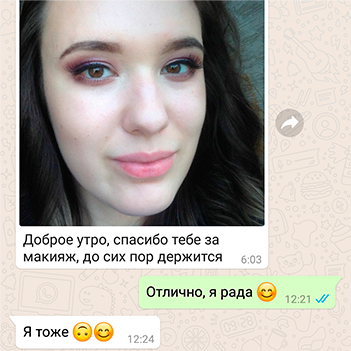 Доброе утро, спасибо тебе за
макияж, до сих пор держится 6:03
Отлично, я рада 😊 12:21
Я тоже 🙃😊 12:24